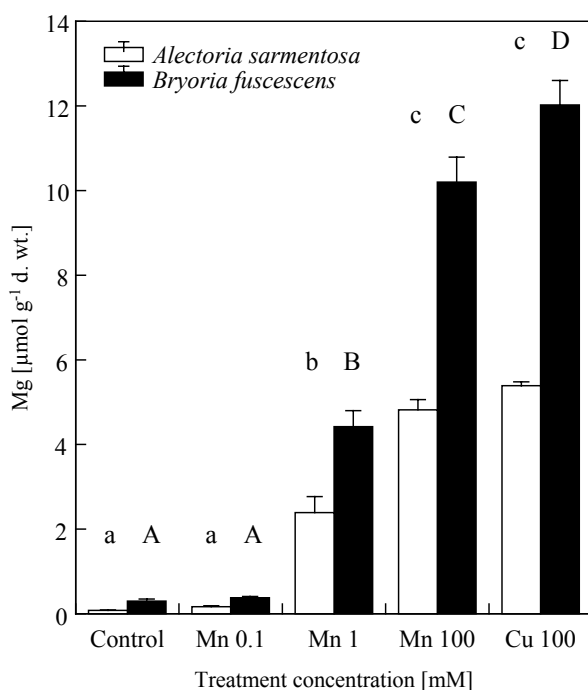 Alectoria sarmentosa
Bryoria fuscescens
c D
c C
b B
a A a A
14
12
10
8
6
4
2
0
Mg [µmol g-1 d. wt.]
Control Mn 0.1 Mn 1 Mn 100 Cu 100
Treatment concentration [mM]